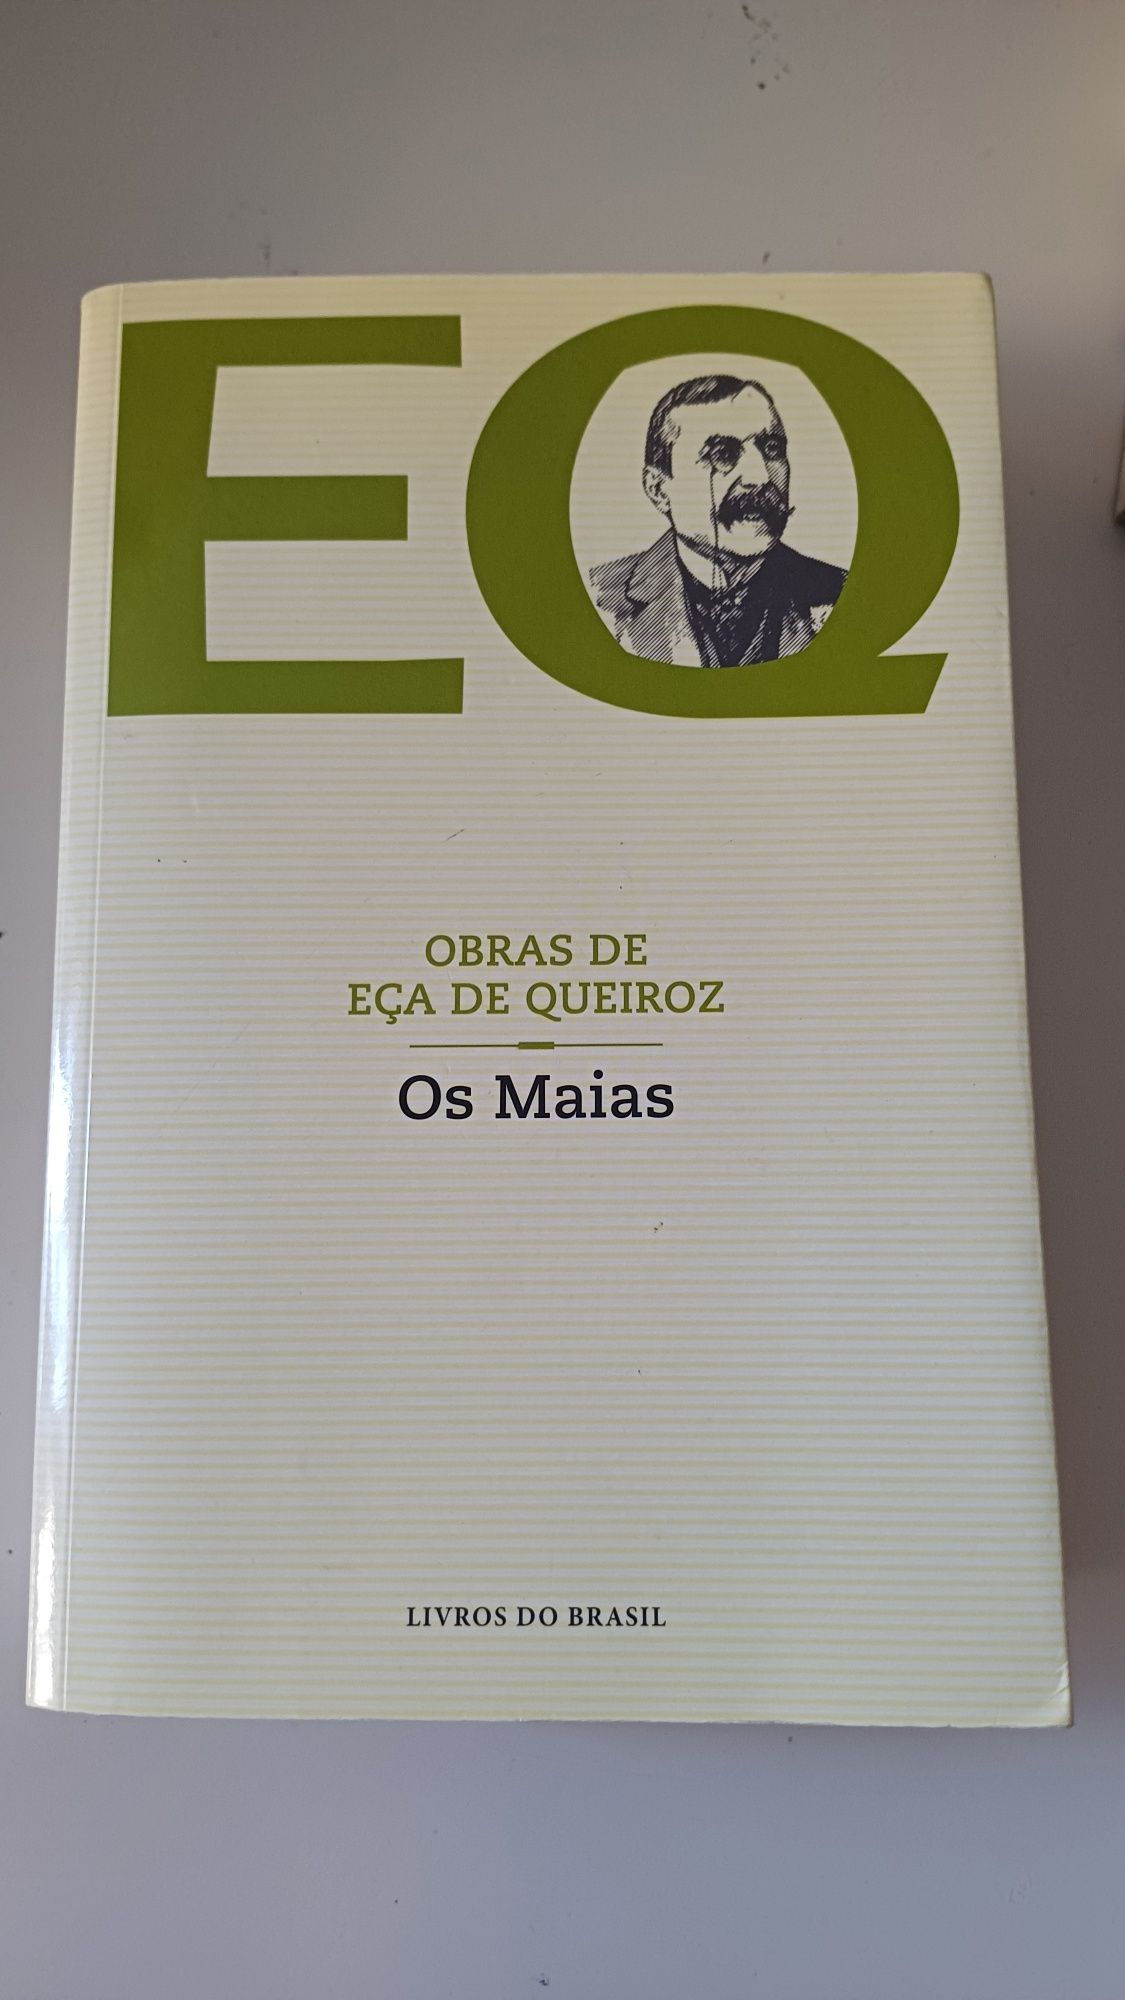 EQ
OBRAS DE
EÇA DE QUEIROZ
Os Maias
LIVROS DO BRASIL